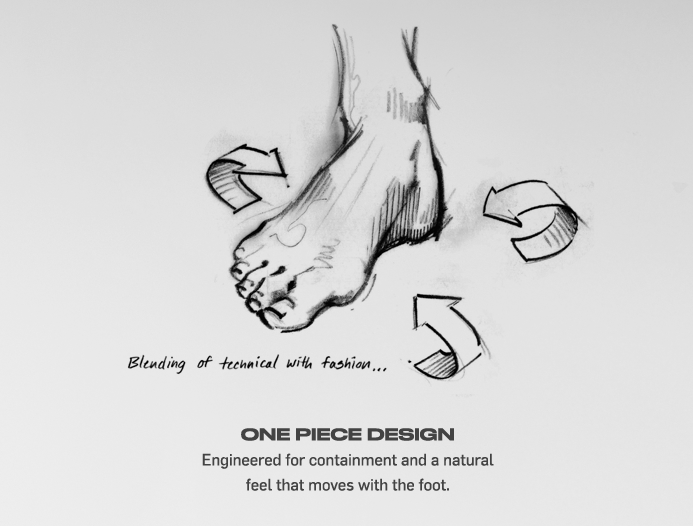 Blending of technical with fashion...
ONE PIECE DESIGN
Engineered for containment and a natural
feel that moves with the foot.